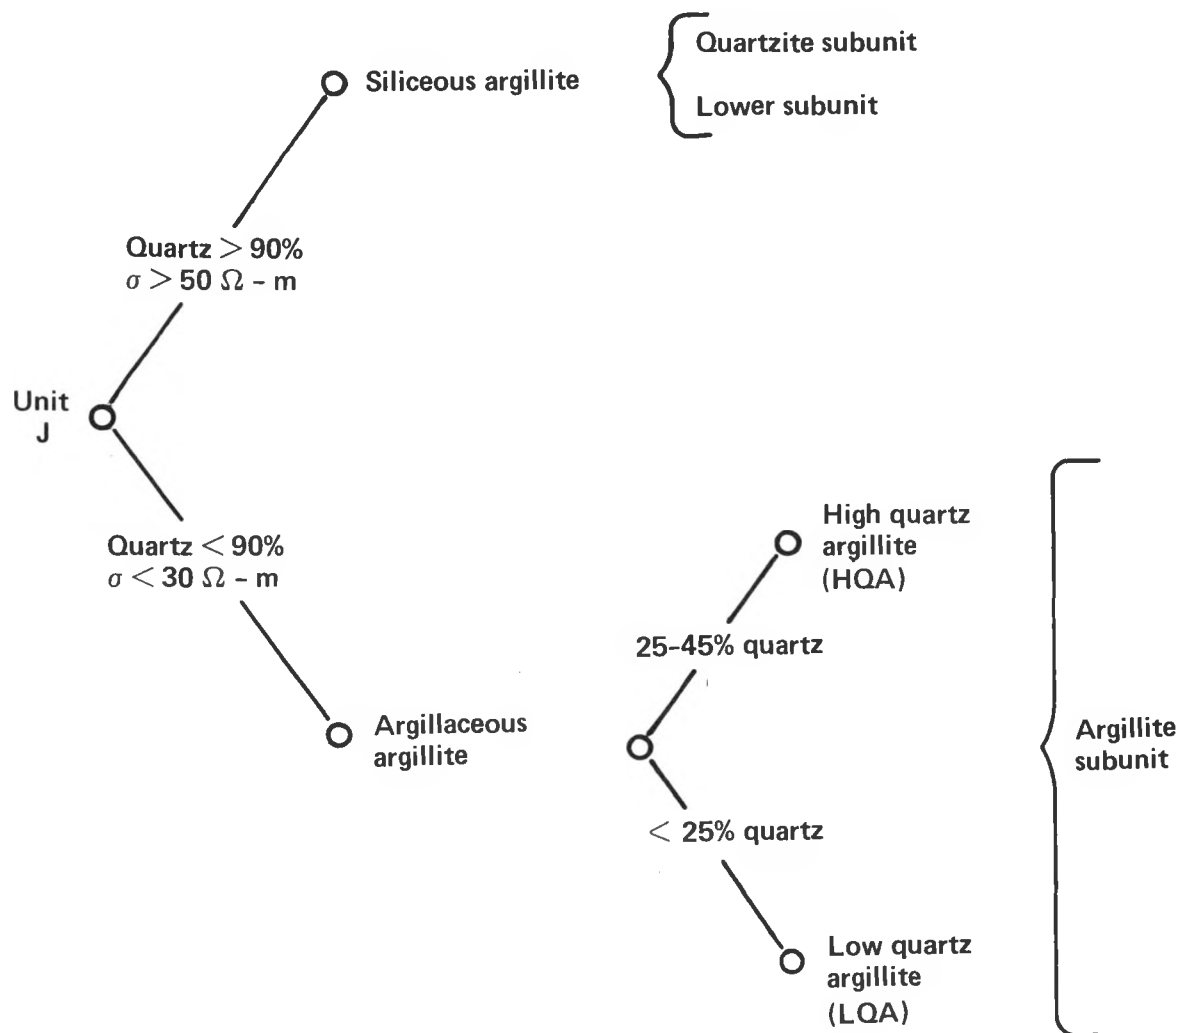 Quartzite subunit
Siliceous argillite
Lower subunit
Quartz > 90%
σ > 50 Ω - m
Unit
J
Quartz < 90%
σ < 30 Ω - m
High quartz
argillite
(HQA)
25-45% quartz
Argillaceous
argillite
Argillite
subunit
< 25% quartz
Low quartz
argillite
(LQA)